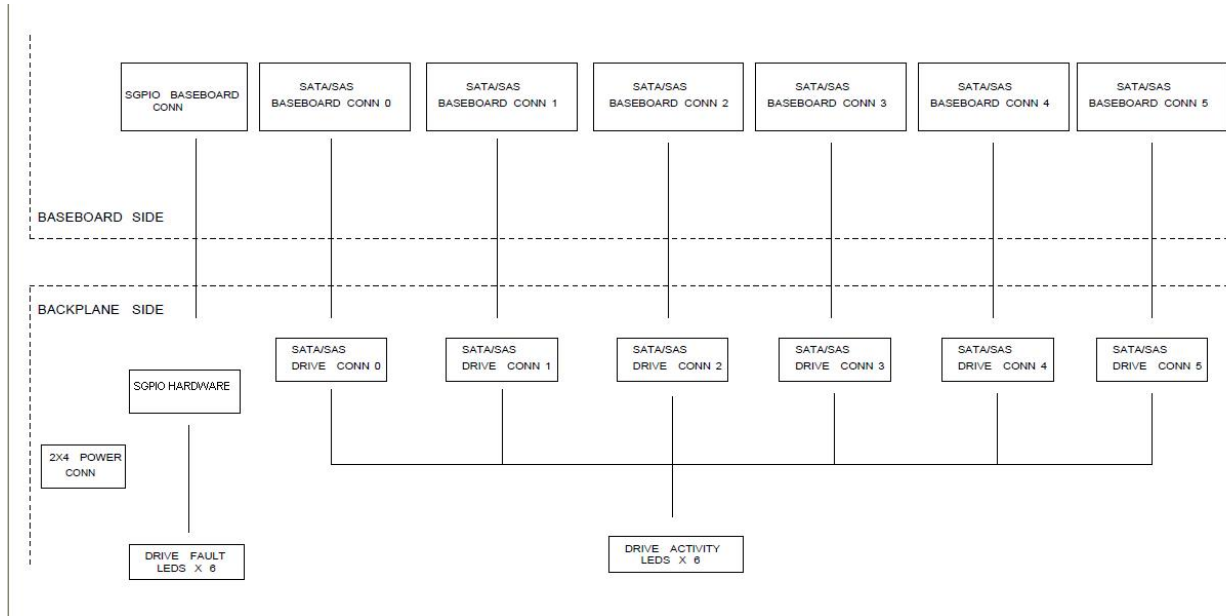 SGPIO BASEBOARD
CONN
SATA/SAS
BASEBOARD CONN 0
SATA/SAS
BASEBOARD CONN 1
SATA/SAS
BASEBOARD CONN 2
SATA/SAS
BASEBOARD CONN 3
SATA/SAS
BASEBOARD CONN 4
SATA/SAS
BASEBOARD CONN 5
BASEBOARD SIDE
BACKPLANE SIDE
SATA/SAS
DRIVE CONN 0
SATA/SAS
DRIVE CONN 1
SATA/SAS
DRIVE CONN 2
SATA/SAS
DRIVE CONN 3
SATA/SAS
DRIVE CONN 4
SATA/SAS
DRIVE CONN 5
SGPIO HARDWARE
2X4 POWER
CONN
DRIVE FAULT
LEDS X 6
DRIVE ACTIVITY
LEDS X 6